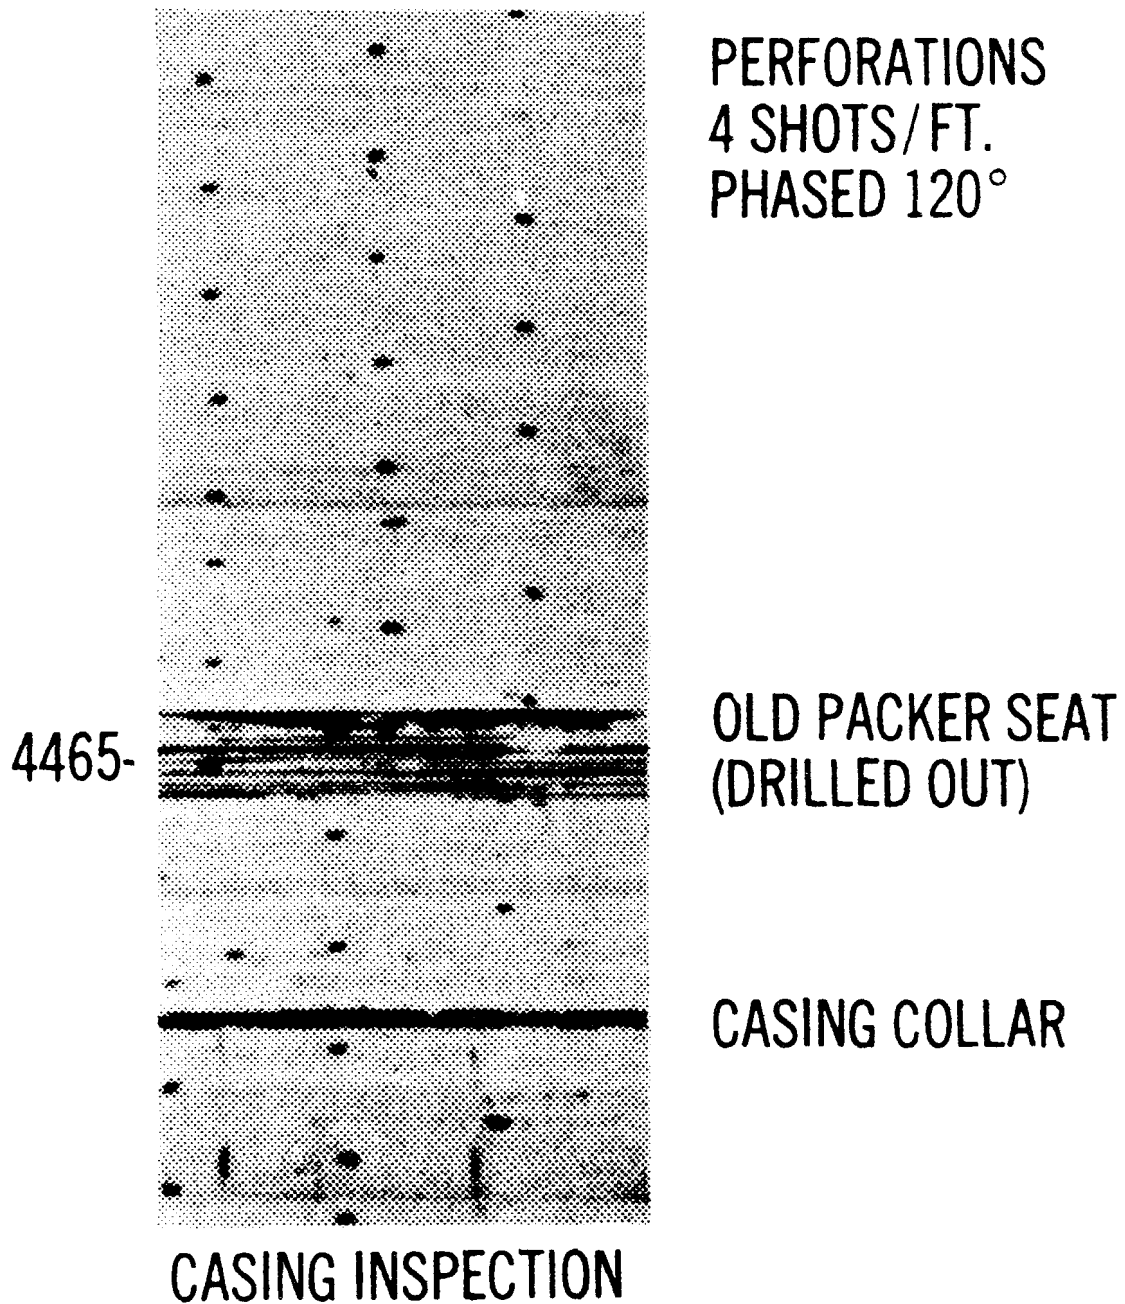 PERFORATIONS
4 SHOTS/FT.
PHASED 120°
4465-
OLD PACKER SEAT
(DRILLED OUT)
CASING COLLAR
CASING INSPECTION